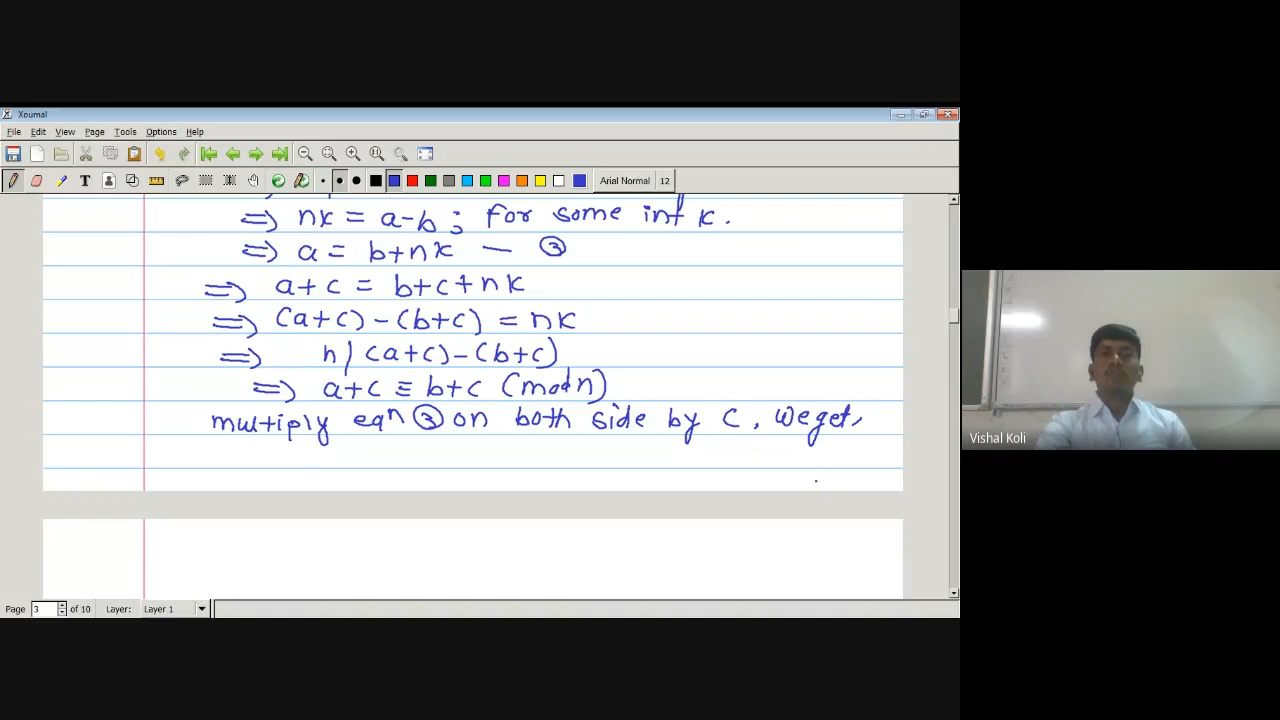 Xournal
File Edit View Page Tools Options Help
Arial Normal 12
⇒ nk = a-b ; for some int k.
⇒ a = b+nk — ③
⇒ a+c = b+c+nk
⇒ (a+c)-(b+c) = nk
⇒ n|(a+c)-(b+c)
⇒ a+c ≡ b+c (mod n)
multiply eqn ③ on both side by c, we get,
Vishal Koli
Page 3 of 10 Layer: Layer 1